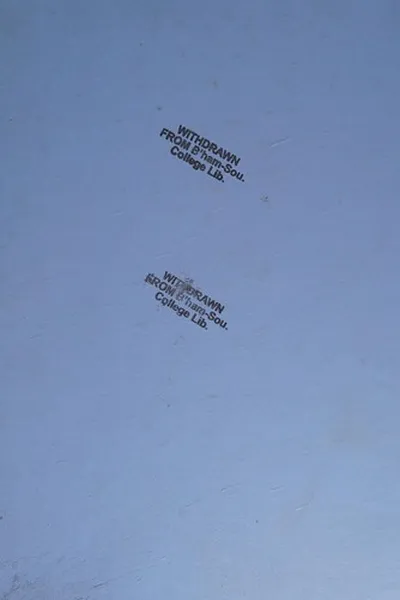 WITHDRAWN
FROM B'ham-Sou.
College Lib.
WITHDRAWN
FROM B'ham-Sou.
College Lib.